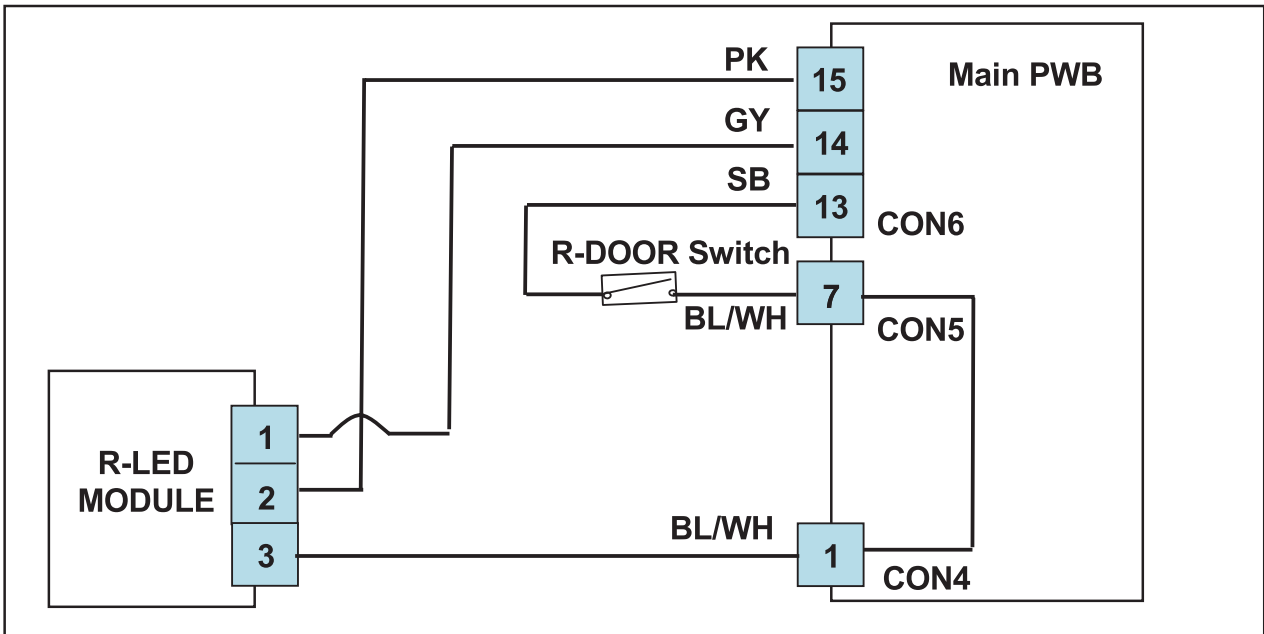 PK
15
Main PWB
GY
14
SB
13
CON6
R-DOOR Switch
7
BL/WH
CON5
1
R-LED
MODULE
2
3
BL/WH
1
CON4